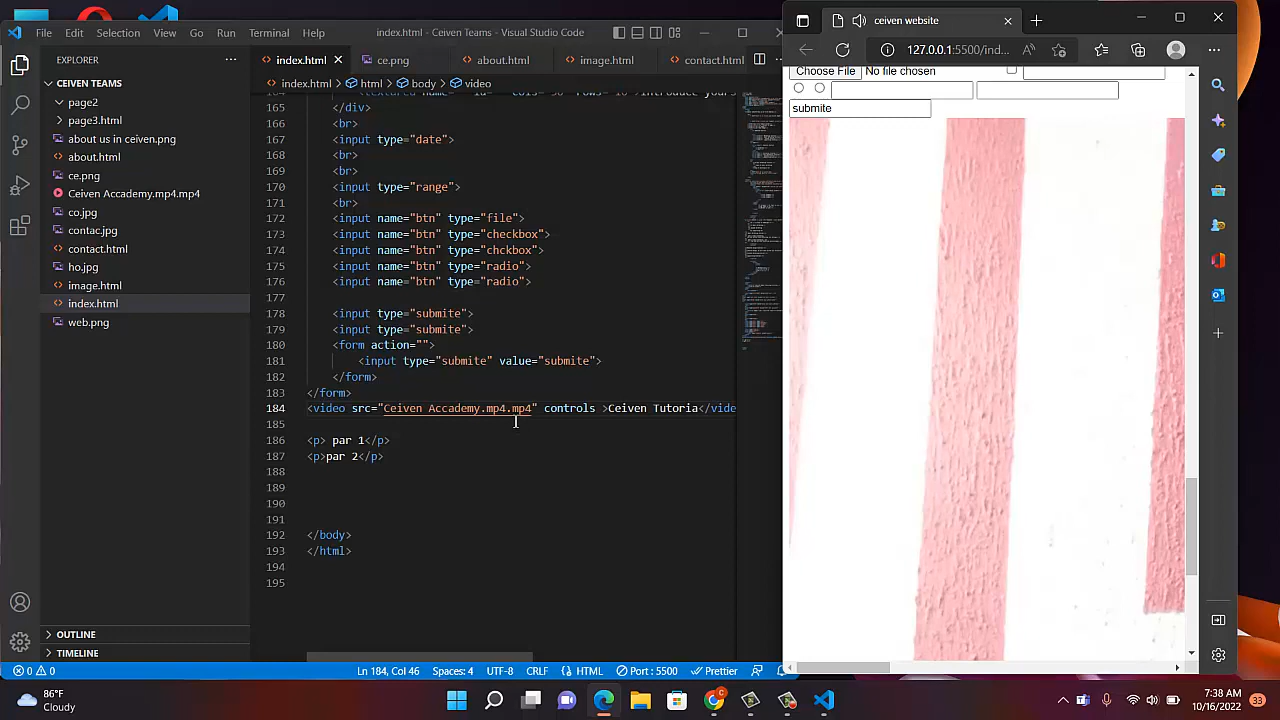 File Edit Selection View Go Run Terminal Help index.html - Ceiven Teams - Visual Studio Code
EXPLORER
CEIVEN TEAMS
page2
page3.html
about us in ceiven.png
about.html
ce.png
Ceiven Accademy.mp4.mp4
co.jpg
contac.jpg
contact.html
ho.jpg
image.html
index.html
web.png
OUTLINE
TIMELINE
index.html ce.png about.html image.html contact.html
index.html > html > body > video
165 </div>
166 <br>
167 <input type="date">
168 <br>
169 <br>
170 <input type="range">
171 <br>
172 <input name="btn" type="file">
173 <input name="btn" type="checkbox">
174 <input name="btn" type="ceckbox">
175 <input name="btn" type="radio">
176 <input name="btn" type="radio">
177
178 <input type="submite">
179 <input type="submite">
180 <form action="">
181 <input type="submite" value="submite">
182 </form>
183 </form>
184 <video src="Ceiven Accademy.mp4.mp4" controls >Ceiven Tutoria</vide
185
186 <p> par 1</p>
187 <p>par 2</p>
188
189
190
191
192 </body>
193 </html>
194
195
0 0 Ln 184, Col 46 Spaces: 4 UTF-8 CRLF HTML Port : 5500 Prettier
ceiven website
127.0.0.1:5500/ind...
Choose File No file chosen
submite
86°F
Cloudy
7:38 AM
10/16/2022
33